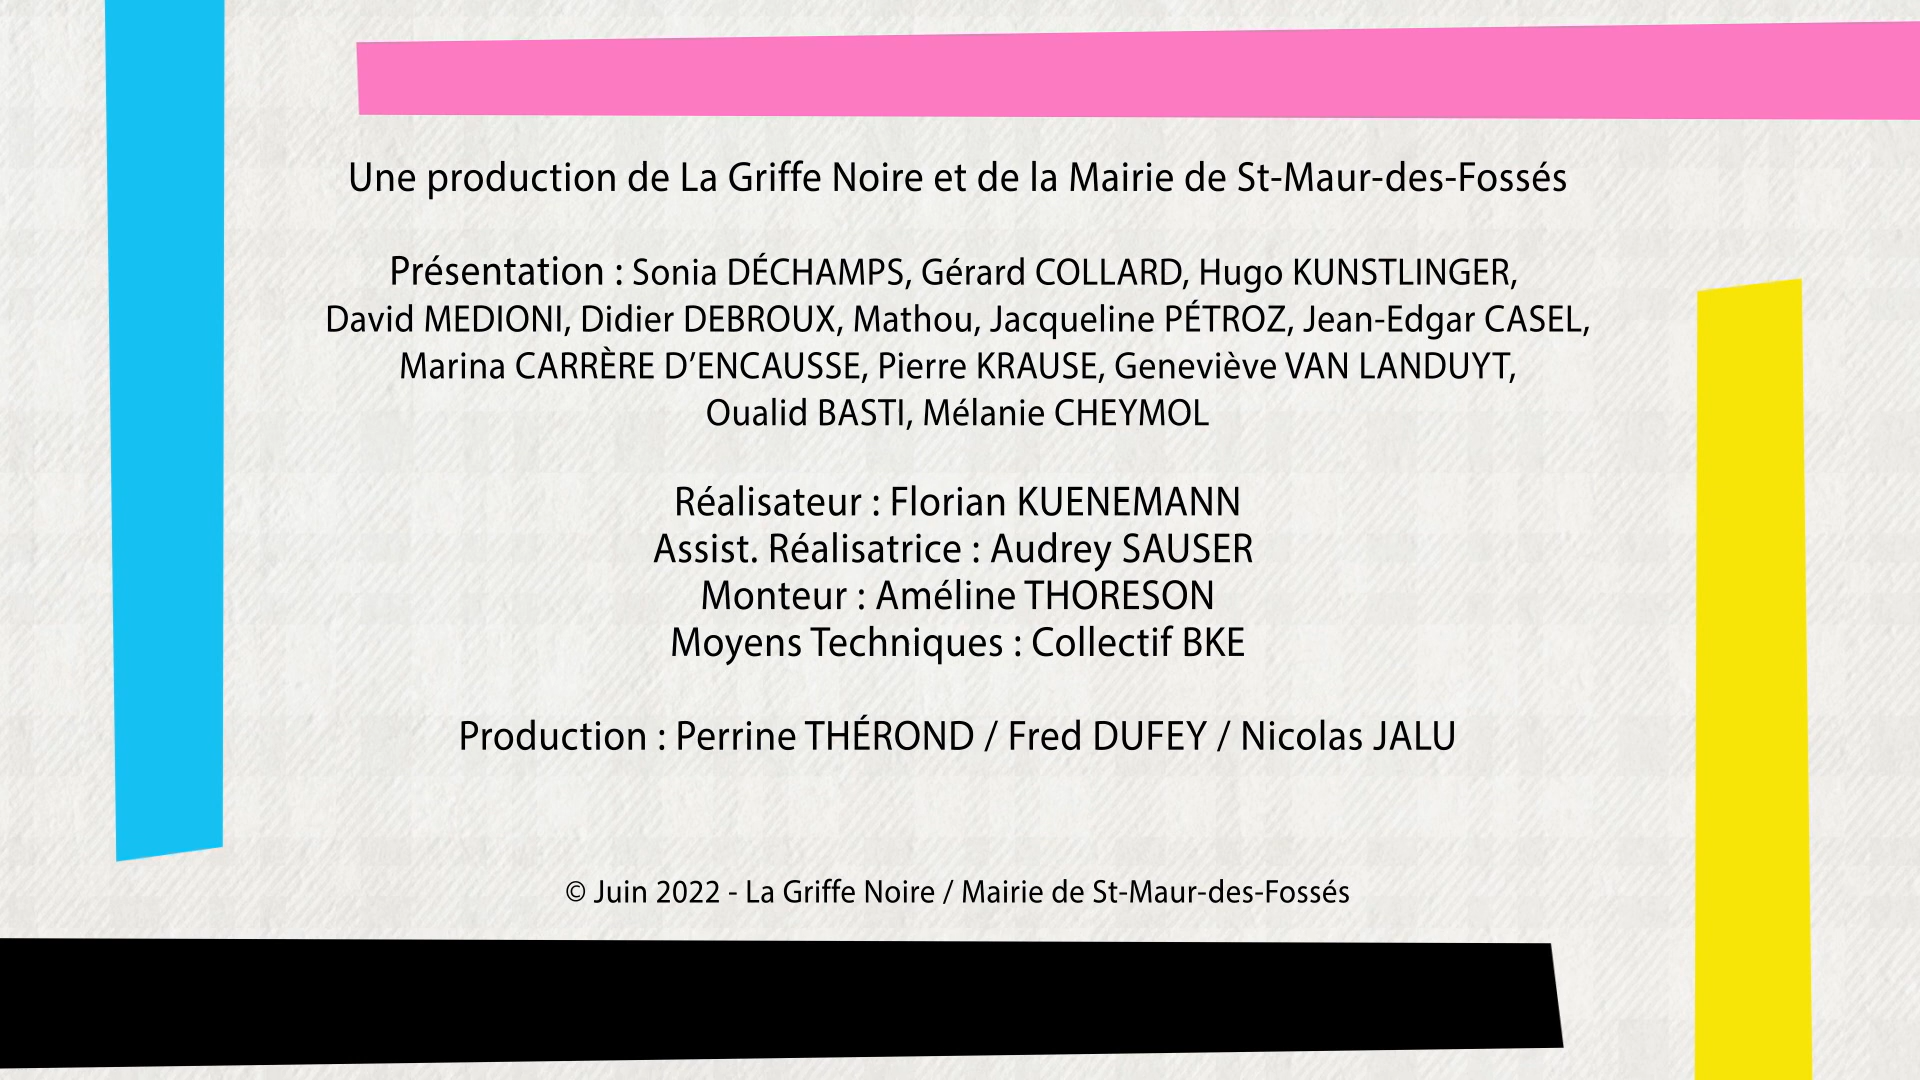 Une production de La Griffe Noire et de la Mairie de St-Maur-des-Fossés
Présentation : Sonia DÉCHAMPS, Gérard COLLARD, Hugo KUNSTLINGER,
David MEDIONI, Didier DEBROUX, Mathou, Jacqueline PÉTROZ, Jean-Edgar CASEL,
Marina CARRÈRE D’ENCAUSSE, Pierre KRAUSE, Geneviève VAN LANDUYT,
Oualid BASTI, Mélanie CHEYMOL
Réalisateur : Florian KUENEMANN
Assist. Réalisatrice : Audrey SAUSER
Monteur : Améline THORESON
Moyens Techniques : Collectif BKE
Production : Perrine THÉROND / Fred DUFEY / Nicolas JALU
© Juin 2022 - La Griffe Noire / Mairie de St-Maur-des-Fossés